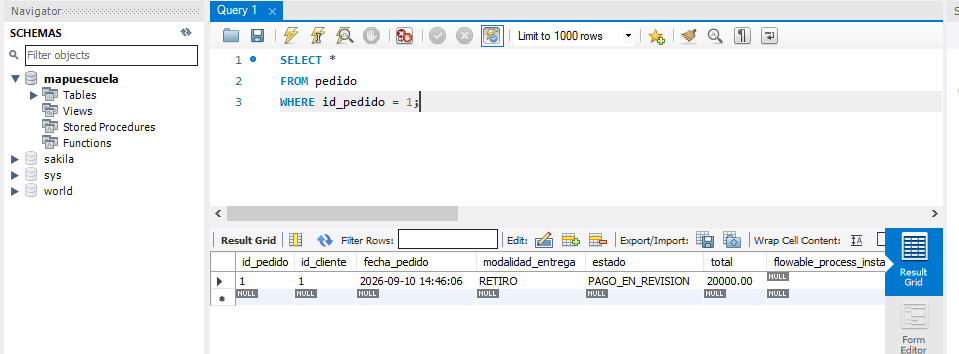 Navigator
SCHEMAS
Filter objects
mapuescuela
Tables
Views
Stored Procedures
Functions
sakila
sys
world
Query 1
Limit to 1000 rows
1 SELECT *
2 FROM pedido
3 WHERE id_pedido = 1;
Result Grid Filter Rows: Edit: Export/Import: Wrap Cell Content: IA
id_pedido id_cliente fecha_pedido modalidad_entrega estado total flowable_process_insta
1 1 2026-09-10 14:46:06 RETIRO PAGO_EN_REVISION 20000.00 NULL
NULL NULL NULL NULL NULL NULL NULL
Result
Grid
Form
Editor
S